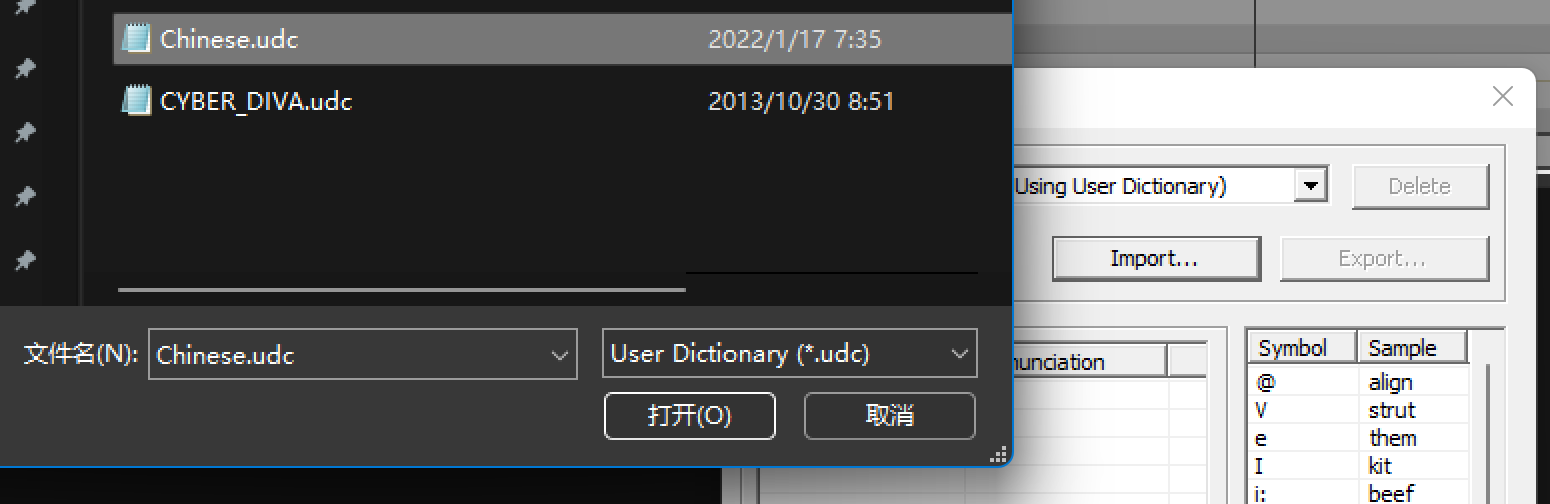 Chinese.udc 2022/1/17 7:35
CYBER_DIVA.udc 2013/10/30 8:51
文件名(N): Chinese.udc User Dictionary (*.udc)
打开(O) 取消
Using User Dictionary) Delete
Import... Export...
nunciation
Symbol Sample
@ align
V strut
e them
I kit
i: beef